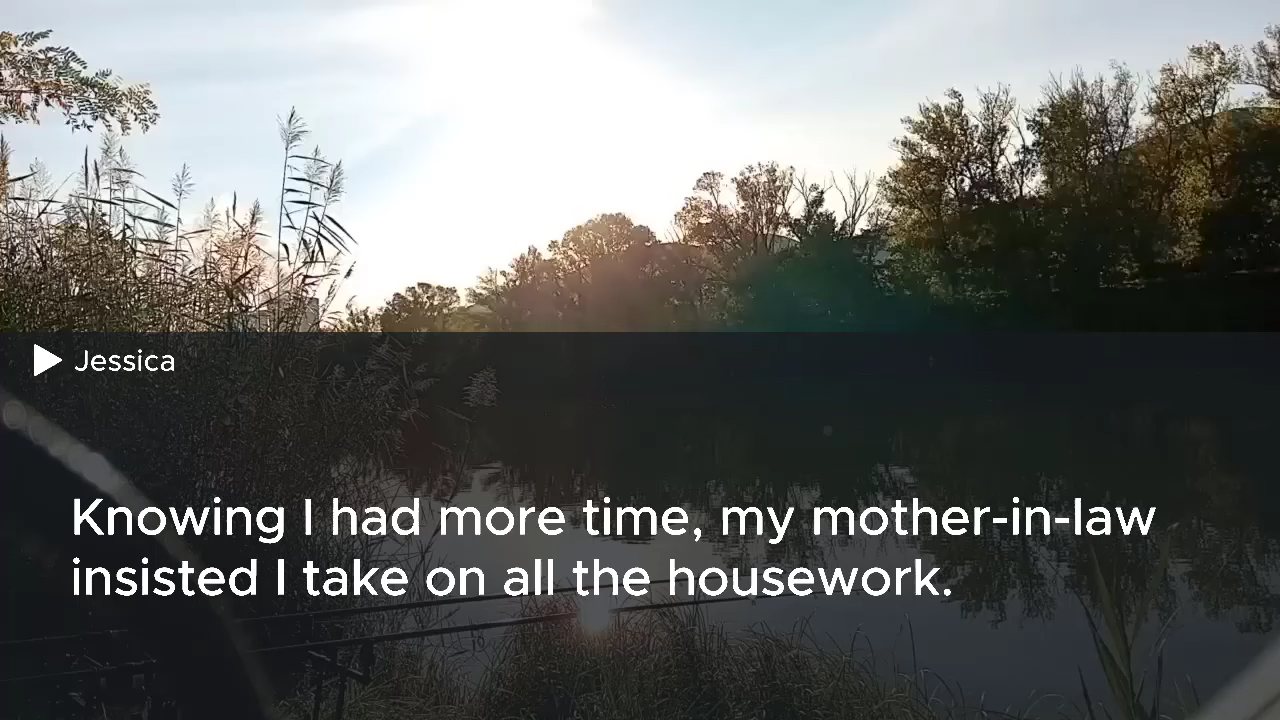 Jessica
Knowing I had more time, my mother-in-law
insisted I take on all the housework.